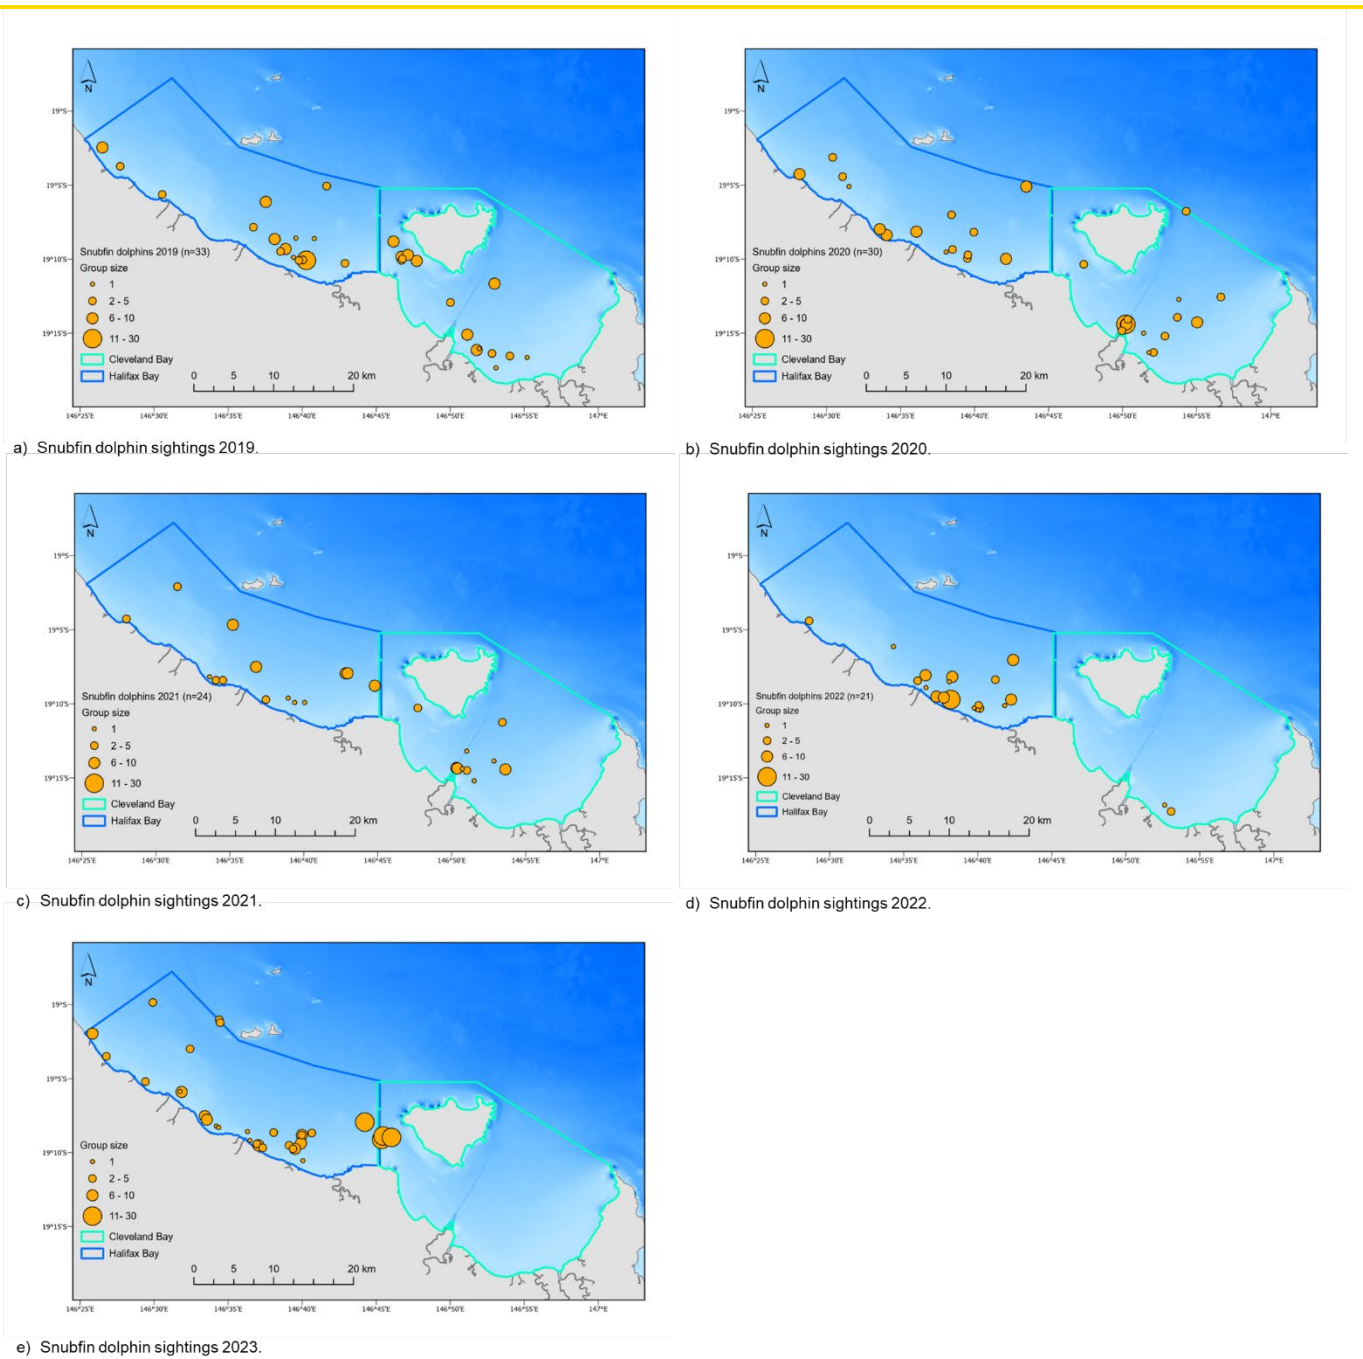 N
19°S
19°5'S
19°10'S
19°15'S
Snubfin dolphins 2019 (n=33)
Group size
1
2 - 5
6 - 10
11 - 30
Cleveland Bay
Halifax Bay
0 5 10 20 km
146°25'E 146°30'E 146°35'E 146°40'E 146°45'E 146°50'E 146°55'E 147°E
a) Snubfin dolphin sightings 2019.
N
19°S
19°5'S
19°10'S
19°15'S
Snubfin dolphins 2020 (n=30)
Group size
1
2 - 5
6 - 10
11 - 30
Cleveland Bay
Halifax Bay
0 5 10 20 km
146°25'E 146°30'E 146°35'E 146°40'E 146°45'E 146°50'E 146°55'E 147°E
b) Snubfin dolphin sightings 2020.
N
19°S
19°5'S
19°10'S
19°15'S
Snubfin dolphins 2021 (n=24)
Group size
1
2 - 5
6 - 10
11 - 30
Cleveland Bay
Halifax Bay
0 5 10 20 km
146°25'E 146°30'E 146°35'E 146°40'E 146°45'E 146°50'E 146°55'E 147°E
c) Snubfin dolphin sightings 2021.
N
19°S
19°5'S
19°10'S
19°15'S
Snubfin dolphins 2022 (n=21)
Group size
1
2 - 5
6 - 10
11 - 30
Cleveland Bay
Halifax Bay
0 5 10 20 km
146°25'E 146°30'E 146°35'E 146°40'E 146°45'E 146°50'E 146°55'E 147°E
d) Snubfin dolphin sightings 2022.
N
19°S
19°5'S
19°10'S
19°15'S
Group size
1
2 - 5
6 - 10
11- 30
Cleveland Bay
Halifax Bay
0 5 10 20 km
146°25'E 146°30'E 146°35'E 146°40'E 146°45'E 146°50'E 146°55'E 147°E
e) Snubfin dolphin sightings 2023.